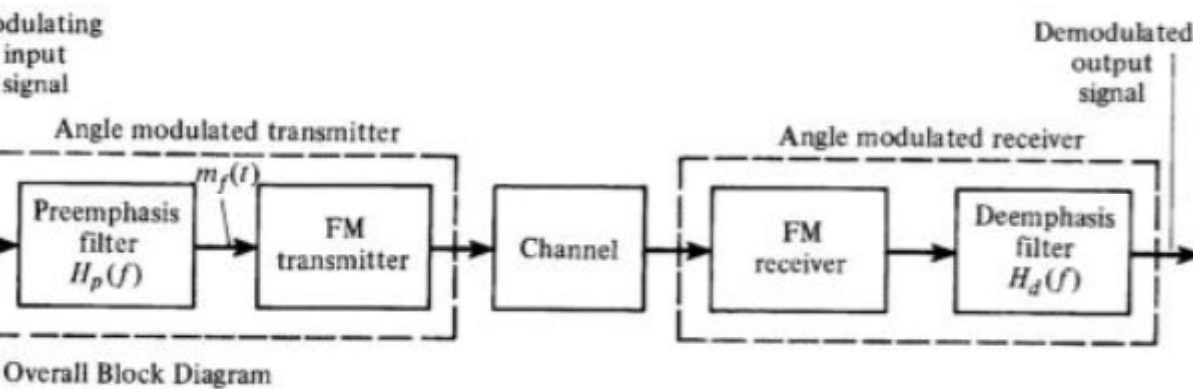 odulating
input
signal
Demodulated
output
signal
Angle modulated transmitter
Angle modulated receiver
m_f(t)
Preemphasis
filter
H_p(f)
FM
transmitter
Channel
FM
receiver
Deemphasis
filter
H_d(f)
Overall Block Diagram